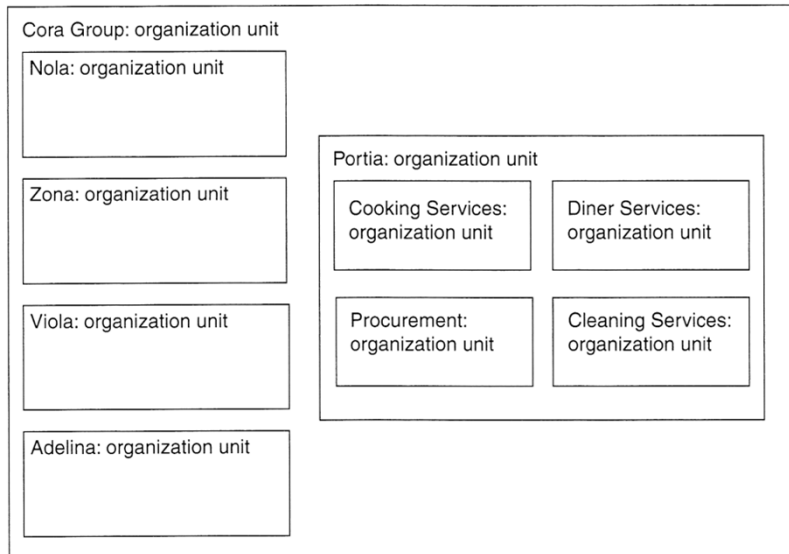 Cora Group: organization unit
Nola: organization unit
Zona: organization unit
Viola: organization unit
Adelina: organization unit
Portia: organization unit
Cooking Services:
organization unit
Diner Services:
organization unit
Procurement:
organization unit
Cleaning Services:
organization unit